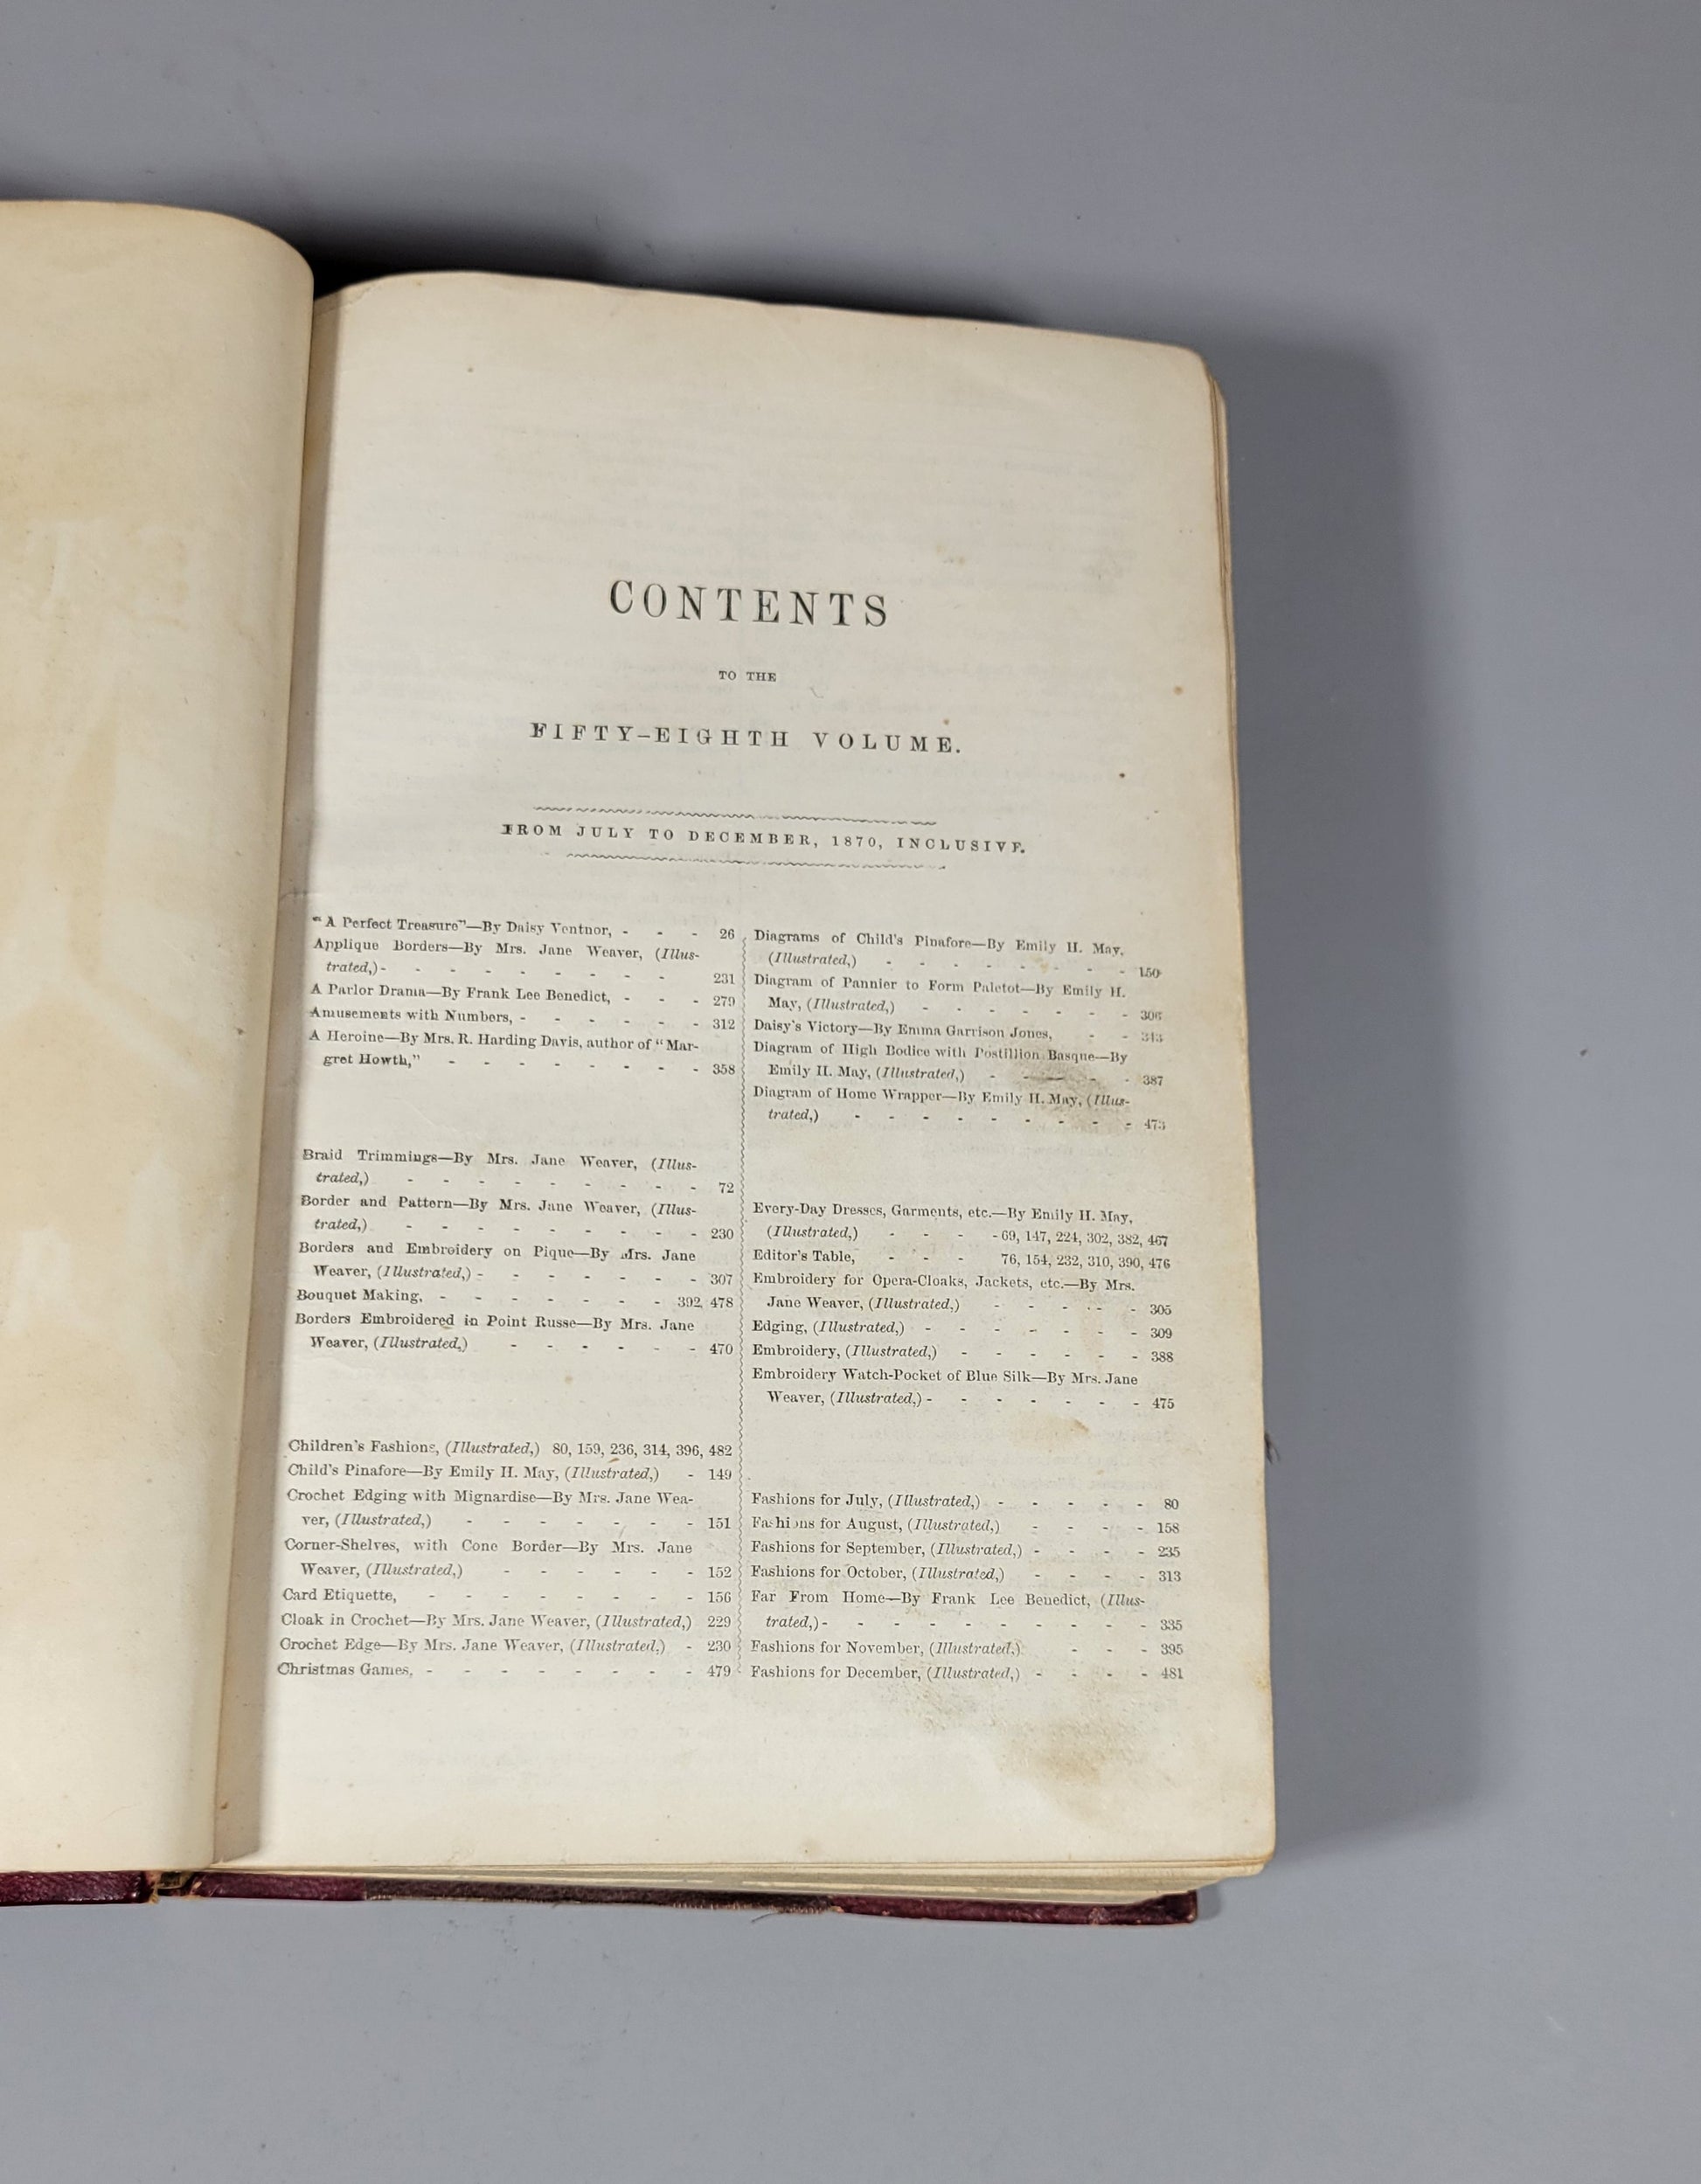 CONTENTS
TO THE
FIFTY-EIGHTH VOLUME.
FROM JULY TO DECEMBER, 1870, INCLUSIVE.
"A Perfect Treasure"—By Daisy Ventnor, - - - 26
Applique Borders—By Mrs. Jane Weaver, (Illus-
trated,) - - - - - - - - - 231
A Parlor Drama—By Frank Lee Benedict, - - - 279
Amusements with Numbers, - - - - - - 312
A Heroine—By Mrs. R. Harding Davis, author of "Mar-
gret Howth," - - - - - - - - 358
Braid Trimmings—By Mrs. Jane Weaver, (Illus-
trated,) - - - - - - - - - 72
Border and Pattern—By Mrs. Jane Weaver, (Illus-
trated,) - - - - - - - - - 230
Borders and Embroidery on Pique—By Mrs. Jane
Weaver, (Illustrated,) - - - - - - - 307
Bouquet Making, - - - - - - - 392, 478
Borders Embroidered in Point Russe—By Mrs. Jane
Weaver, (Illustrated,) - - - - - - 470
Children's Fashions, (Illustrated,) 80, 159, 236, 314, 396, 482
Child's Pinafore—By Emily H. May, (Illustrated,) - 149
Crochet Edging with Mignardise—By Mrs. Jane Wea-
ver, (Illustrated,) - - - - - - - 151
Corner-Shelves, with Cone Border—By Mrs. Jane
Weaver, (Illustrated,) - - - - - - 152
Card Etiquette, - - - - - - - - 156
Cloak in Crochet—By Mrs. Jane Weaver, (Illustrated,) 229
Crochet Edge—By Mrs. Jane Weaver, (Illustrated,) - 230
Christmas Games, - - - - - - - - 479
Diagrams of Child's Pinafore—By Emily H. May,
(Illustrated,) - - - - - - - - 150
Diagram of Pannier to Form Paletot—By Emily H.
May, (Illustrated,) - - - - - - - 306
Daisy's Victory—By Emma Garrison Jones, - - 343
Diagram of High Bodice with Postillion Basque—By
Emily H. May, (Illustrated,) - - - - 387
Diagram of Home Wrapper—By Emily H. May, (Illus-
trated,) - - - - - - - - - 473
Every-Day Dresses, Garments, etc.—By Emily H. May,
(Illustrated,) - - - - 69, 147, 224, 302, 382, 467
Editor's Table, - - - 76, 154, 232, 310, 390, 476
Embroidery for Opera-Cloaks, Jackets, etc.—By Mrs.
Jane Weaver, (Illustrated,) - - - - - 305
Edging, (Illustrated,) - - - - - - - 309
Embroidery, (Illustrated,) - - - - - - 388
Embroidery Watch-Pocket of Blue Silk—By Mrs. Jane
Weaver, (Illustrated,) - - - - - - - 475
Fashions for July, (Illustrated,) - - - - - 80
Fashions for August, (Illustrated,) - - - - 158
Fashions for September, (Illustrated,) - - - - 235
Fashions for October, (Illustrated,) - - - - 313
Far From Home—By Frank Lee Benedict, (Illus-
trated,) - - - - - - - - - - 335
Fashions for November, (Illustrated,) - - - 395
Fashions for December, (Illustrated,) - - - - 481